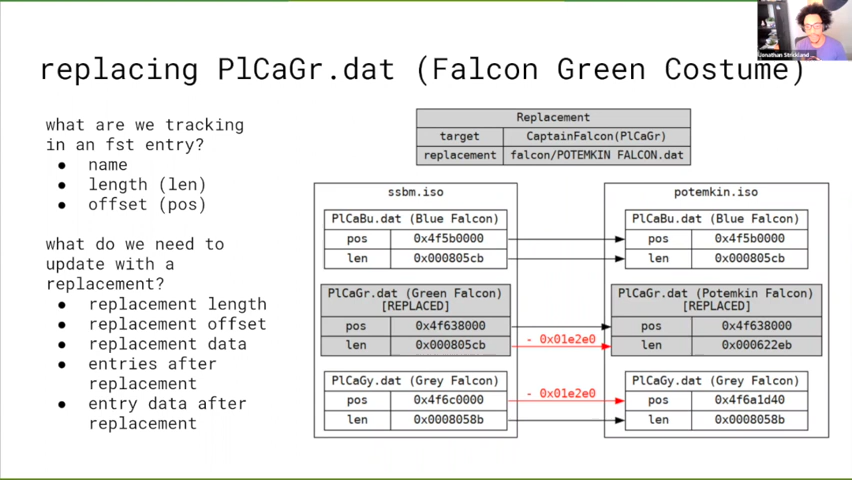 Jonathan Strickland
replacing PlCaGr.dat (Falcon Green Costume)
what are we tracking
in an fst entry?
● name
● length (len)
● offset (pos)
what do we need to
update with a
replacement?
● replacement length
● replacement offset
● replacement data
● entries after
replacement
● entry data after
replacement
Replacement
target CaptainFalcon(PlCaGr)
replacement falcon/POTEMKIN FALCON.dat
ssbm.iso
PlCaBu.dat (Blue Falcon)
pos 0x4f5b0000
len 0x000805cb
PlCaGr.dat (Green Falcon)
[REPLACED]
pos 0x4f638000
len 0x000805cb
PlCaGy.dat (Grey Falcon)
pos 0x4f6c0000
len 0x0008058b
- 0x01e2e0
- 0x01e2e0
potemkin.iso
PlCaBu.dat (Blue Falcon)
pos 0x4f5b0000
len 0x000805cb
PlCaGr.dat (Potemkin Falcon)
[REPLACED]
pos 0x4f638000
len 0x000622eb
PlCaGy.dat (Grey Falcon)
pos 0x4f6a1d40
len 0x0008058b